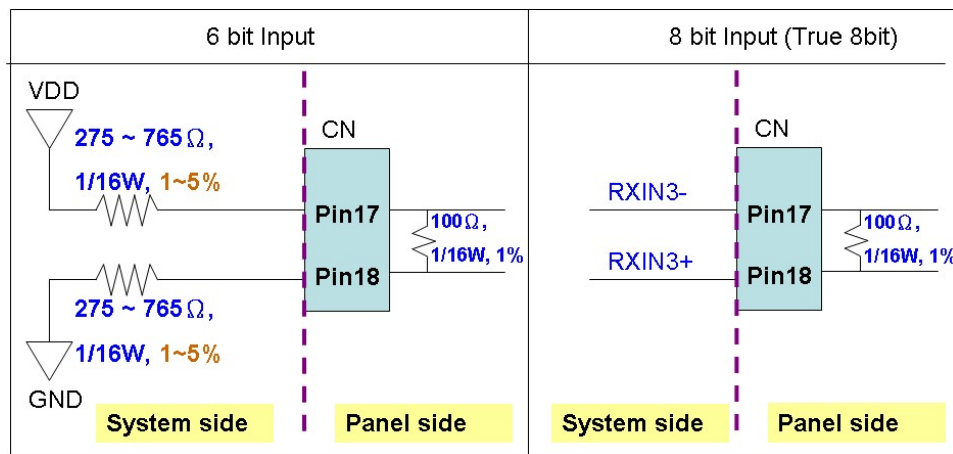 6 bit Input
VDD
275 ~ 765Ω,
1/16W, 1~5%
CN
Pin17
100Ω,
1/16W, 1%
Pin18
275 ~ 765Ω,
1/16W, 1~5%
GND
System side
Panel side
8 bit Input (True 8bit)
CN
RXIN3-
Pin17
100Ω,
1/16W, 1%
RXIN3+
Pin18
System side
Panel side